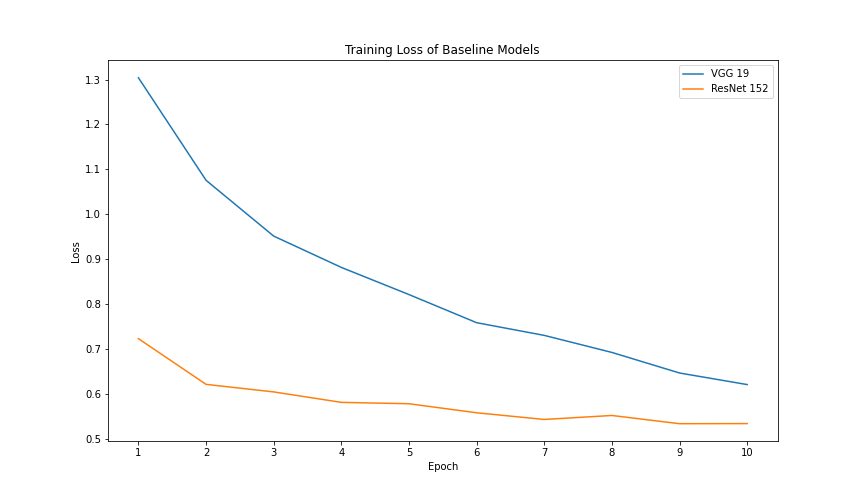 Training Loss of Baseline Models
VGG 19
ResNet 152
1.3
1.2
1.1
1.0
0.9
0.8
0.7
0.6
0.5
Loss
1 2 3 4 5 6 7 8 9 10
Epoch